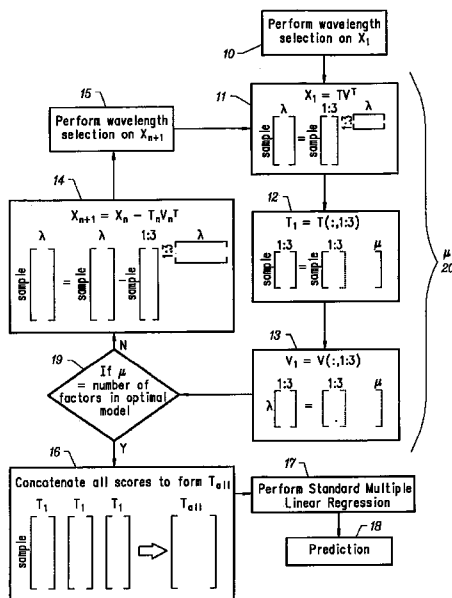 Perform wavelength
selection on X1
10
15
Perform wavelength
selection on Xn+1
11
X1 = TVT
λ 1:3 λ
sample = sample 1:3
14
Xn+1 = Xn - TnVnT
λ λ 1:3 λ
sample = sample - 1:3
12
T1 = T(:,1:3)
1:3 1:3 μ
sample = sample
μ
20
13
V1 = V(:,1:3)
1:3 1:3 μ
λ =
N
19
If μ
= number of
factors in optimal
model
Y
16
Concatenate all scores to form Tall
T1 T1 T1 Tall
sample
17
Perform Standard Multiple
Linear Regression
18
Prediction